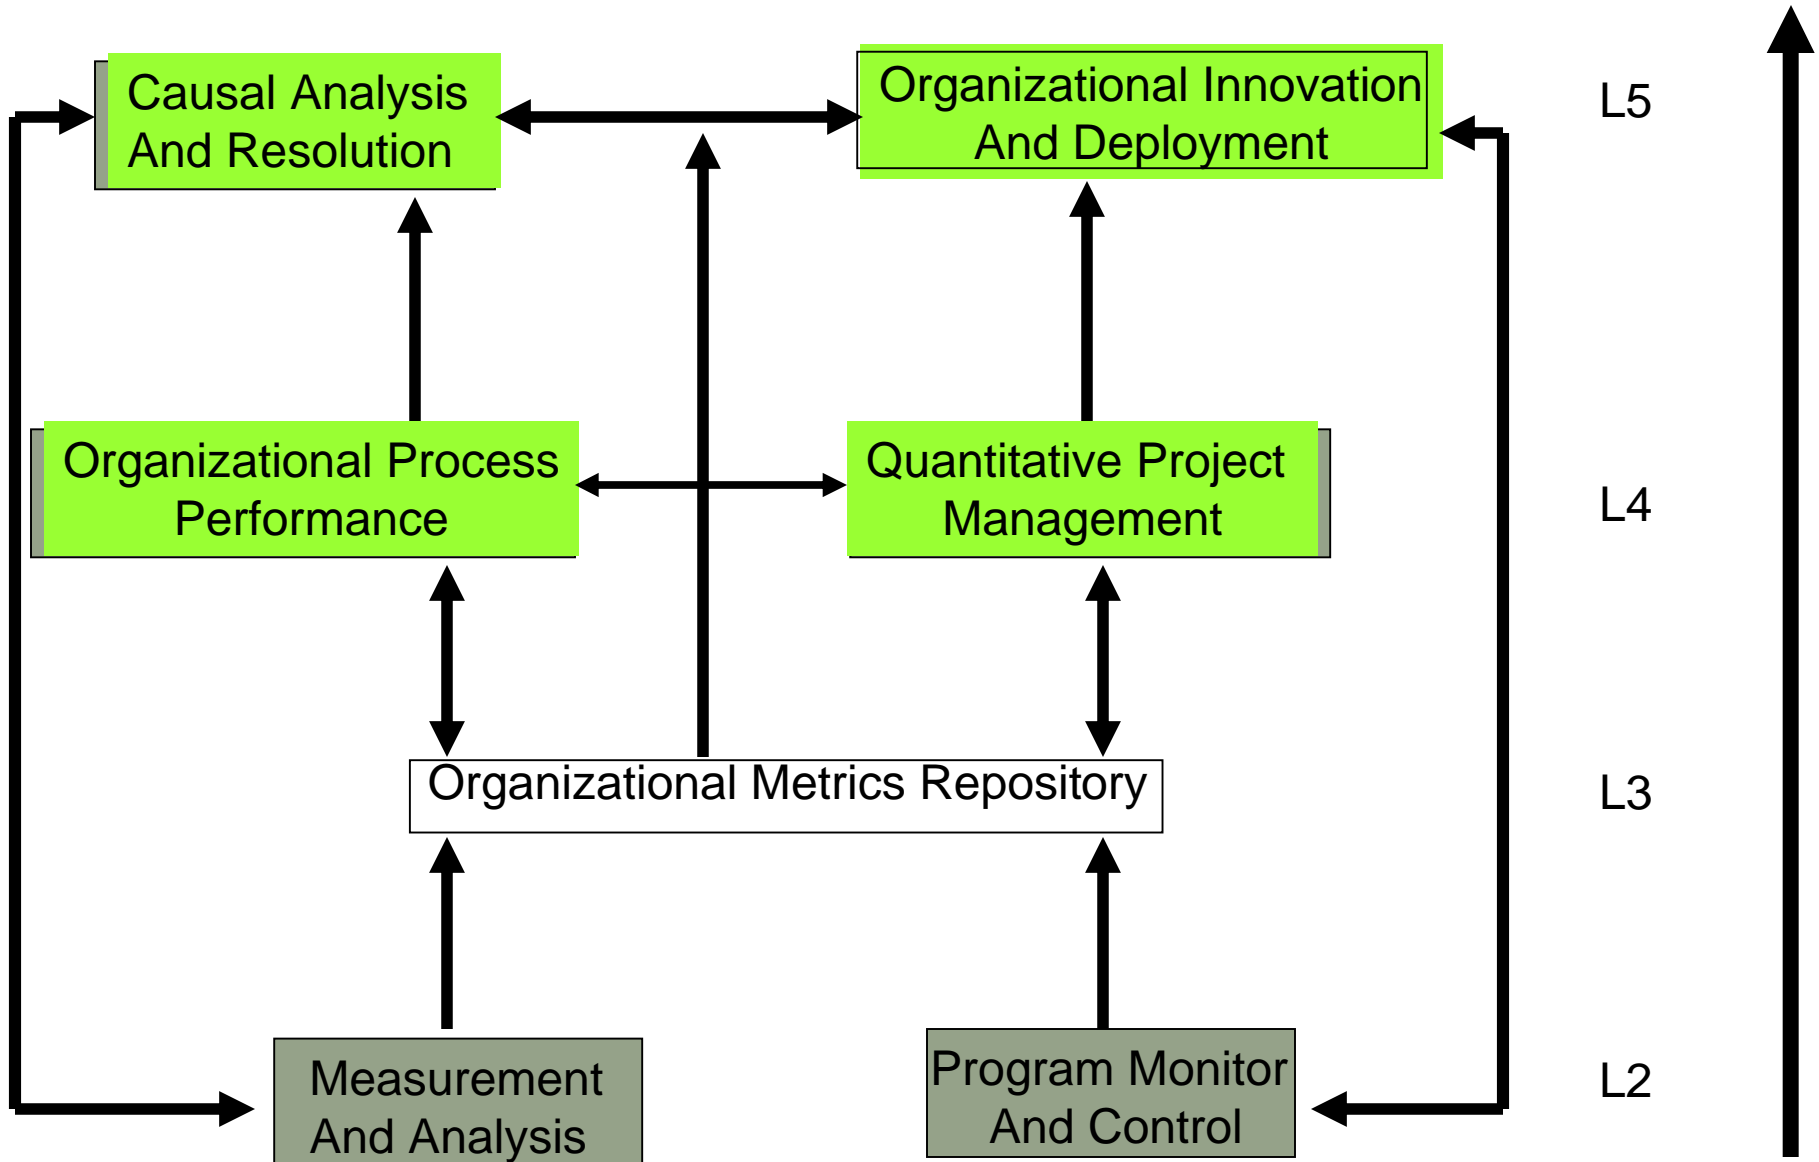 Causal Analysis
And Resolution
Organizational Innovation
And Deployment
L5
Organizational Process
Performance
Quantitative Project
Management
L4
Organizational Metrics Repository
L3
Measurement
And Analysis
Program Monitor
And Control
L2